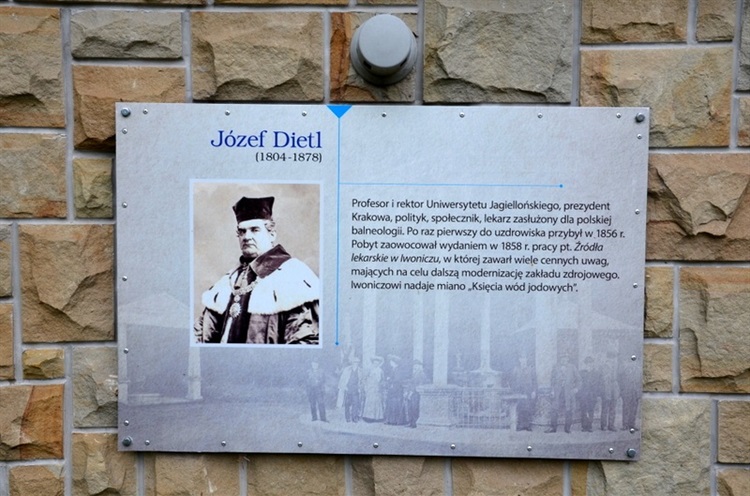 Józef Dietl
(1804-1878)
Profesor i rektor Uniwersytetu Jagiellońskiego, prezydent
Krakowa, polityk, społecznik, lekarz zasłużony dla polskiej
balneologii. Po raz pierwszy do uzdrowiska przybył w 1856 r.
Pobyt zaowocował wydaniem w 1858 r. pracy pt. Źródła
lekarskie w Iwoniczu, w której zawarł wiele cennych uwag,
mających na celu dalszą modernizację zakładu zdrojowego.
Iwoniczowi nadaje miano „Księcia wód jodowych”.